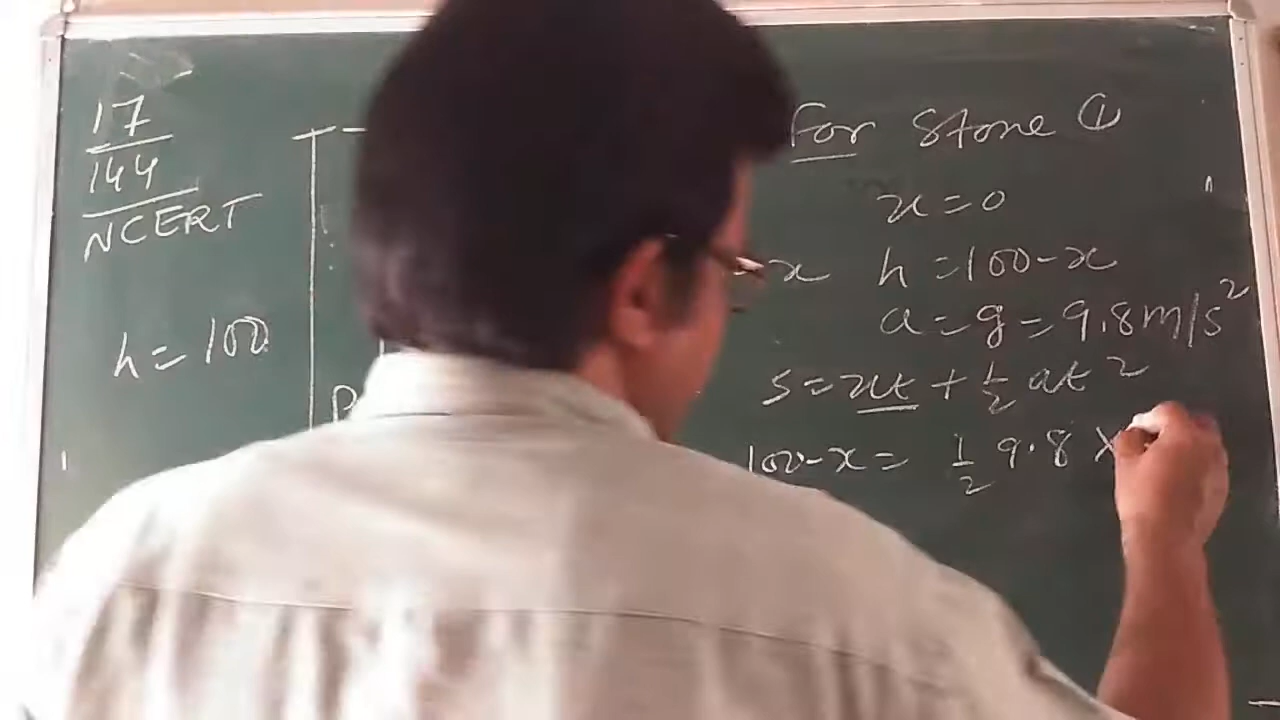 17
144
NCERT
h = 100
P
For Stone ①
u = 0
x
h = 100 - x
a = g = 9.8 m/s²
s = ut + 1/2 at²
100 - x = 1/2 9.8 ×